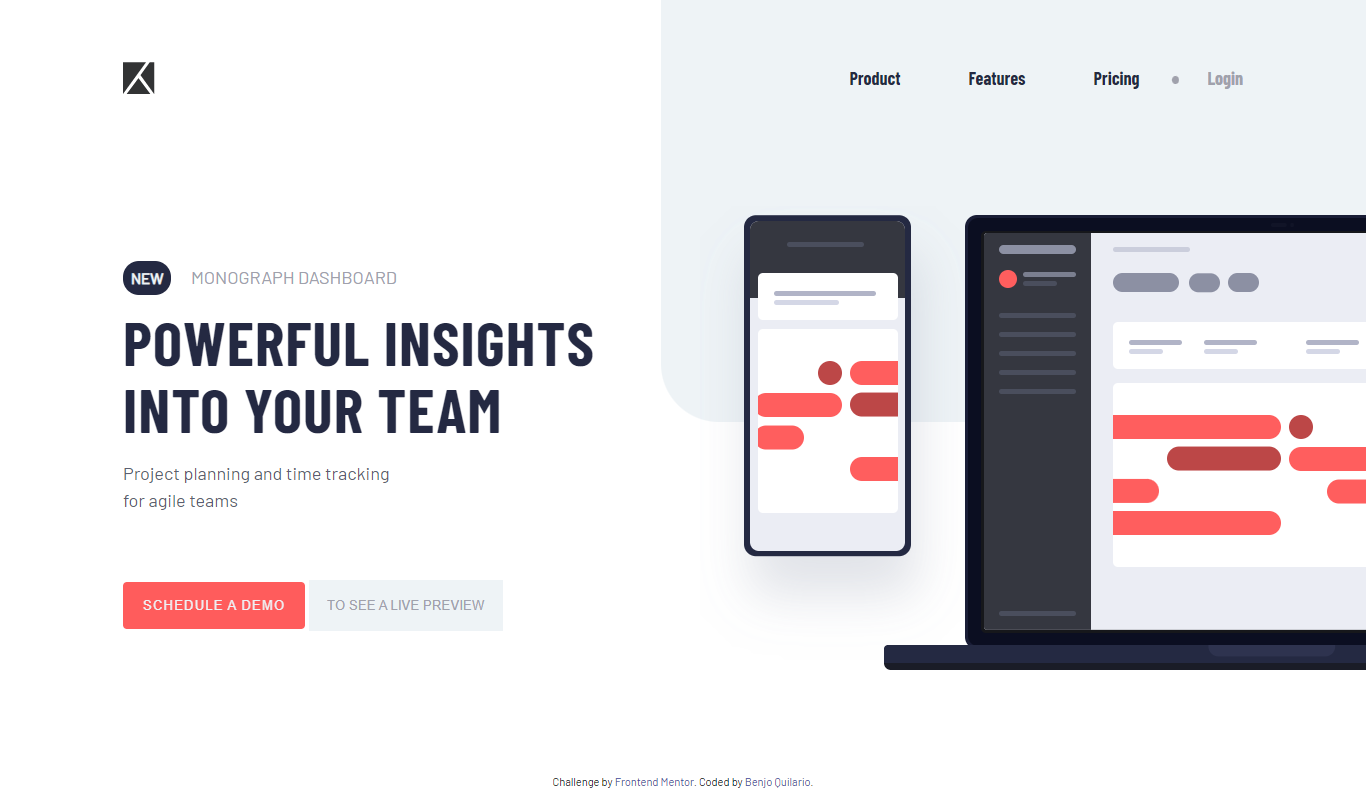 Product Features Pricing Login
NEW MONOGRAPH DASHBOARD
POWERFUL INSIGHTS
INTO YOUR TEAM
Project planning and time tracking
for agile teams
SCHEDULE A DEMO TO SEE A LIVE PREVIEW
Challenge by Frontend Mentor. Coded by Benjo Quilario.